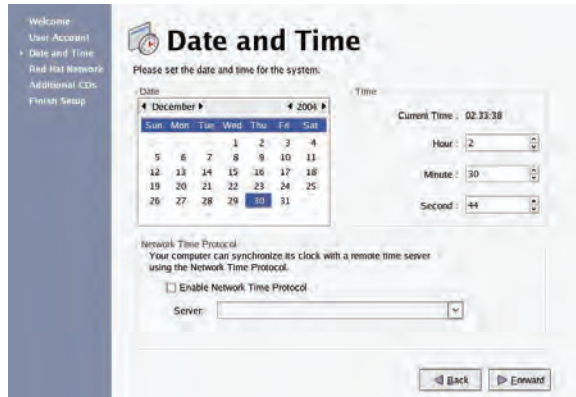 Welcome
User Account
Date and Time
Red Hat Network
Additional CDs
Finish Setup
Date and Time
Please set the date and time for the system.
Date
December 2004
Sun Mon Tue Wed Thu Fri Sat
1 2 3 4
5 6 7 8 9 10 11
12 13 14 15 16 17 18
19 20 21 22 23 24 25
26 27 28 29 30 31
Time
Current Time : 02:33:38
Hour : 2
Minute : 30
Second : 44
Network Time Protocol
Your computer can synchronize its clock with a remote time server
using the Network Time Protocol.
Enable Network Time Protocol
Server:
Back
Forward